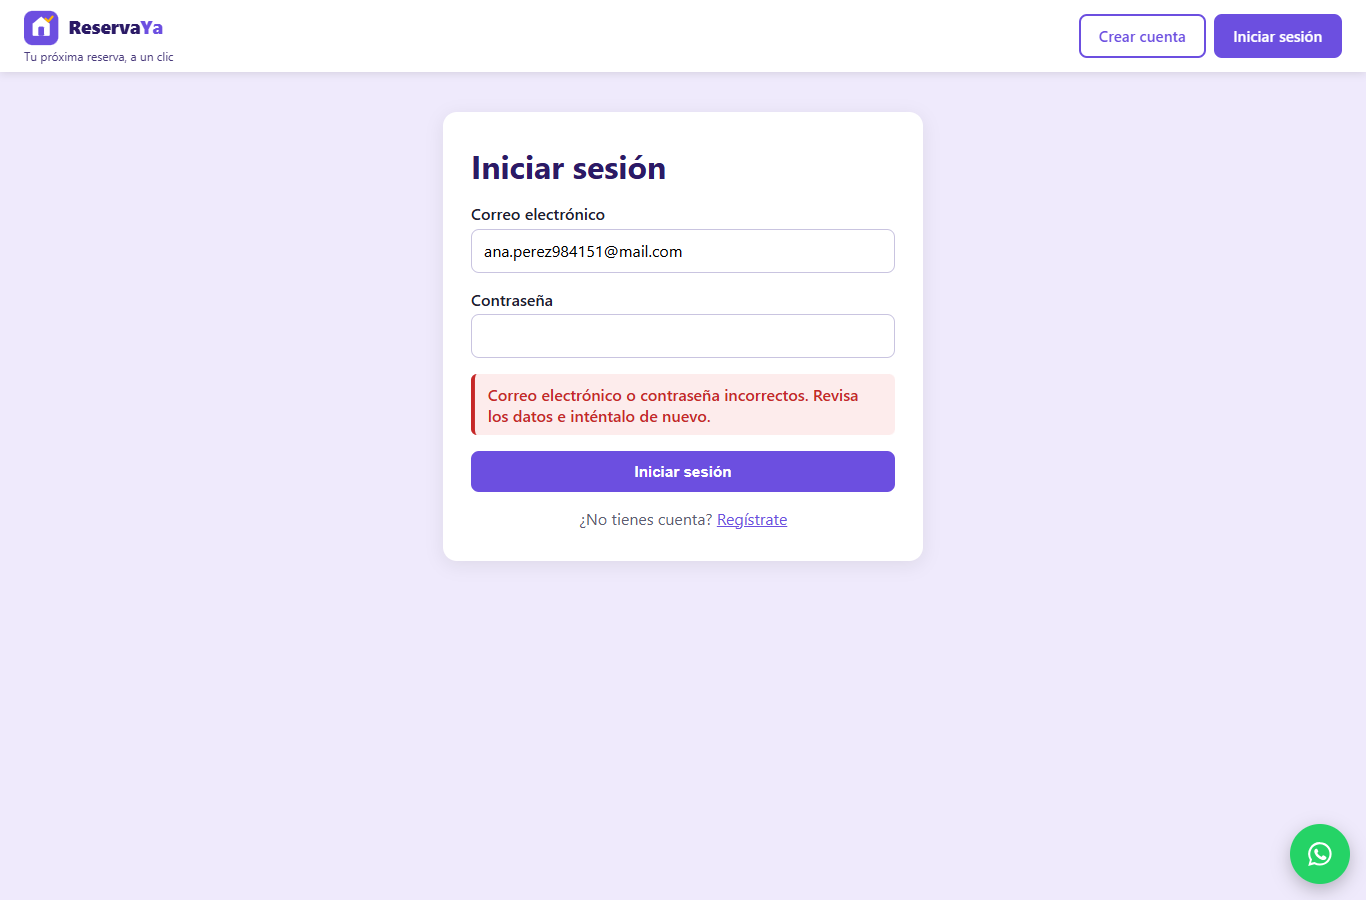 ReservaYa
Tu próxima reserva, a un clic
Crear cuenta
Iniciar sesión
Iniciar sesión
Correo electrónico
ana.perez984151@mail.com
Contraseña
Correo electrónico o contraseña incorrectos. Revisa
los datos e inténtalo de nuevo.
Iniciar sesión
¿No tienes cuenta? Regístrate